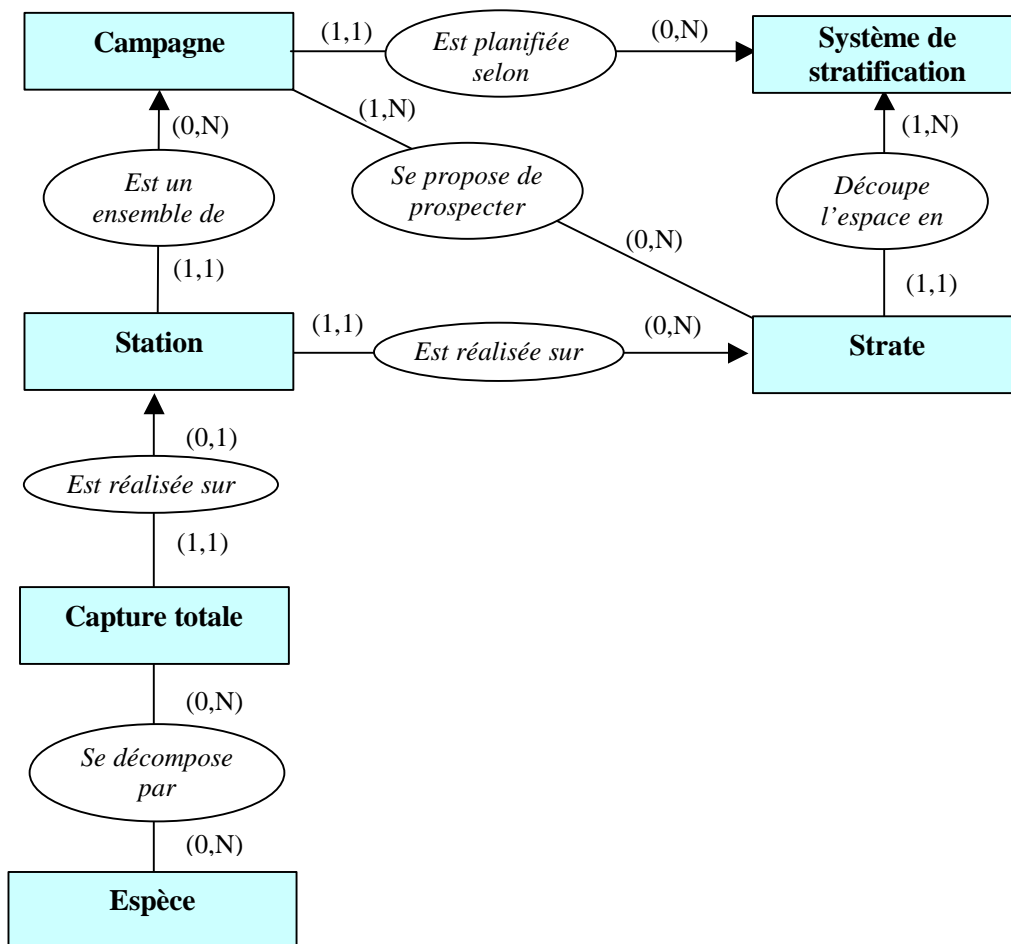 Campagne
(1,1)
Est planifiée
selon
(0,N)
Système de
stratification
(0,N)
(1,N)
(1,N)
Est un
ensemble de
Se propose de
prospecter
Découpe
l’espace en
(1,1)
(0,N)
(1,1)
Station
(1,1)
Est réalisée sur
(0,N)
Strate
(0,1)
Est réalisée sur
(1,1)
Capture totale
(0,N)
Se décompose
par
(0,N)
Espèce